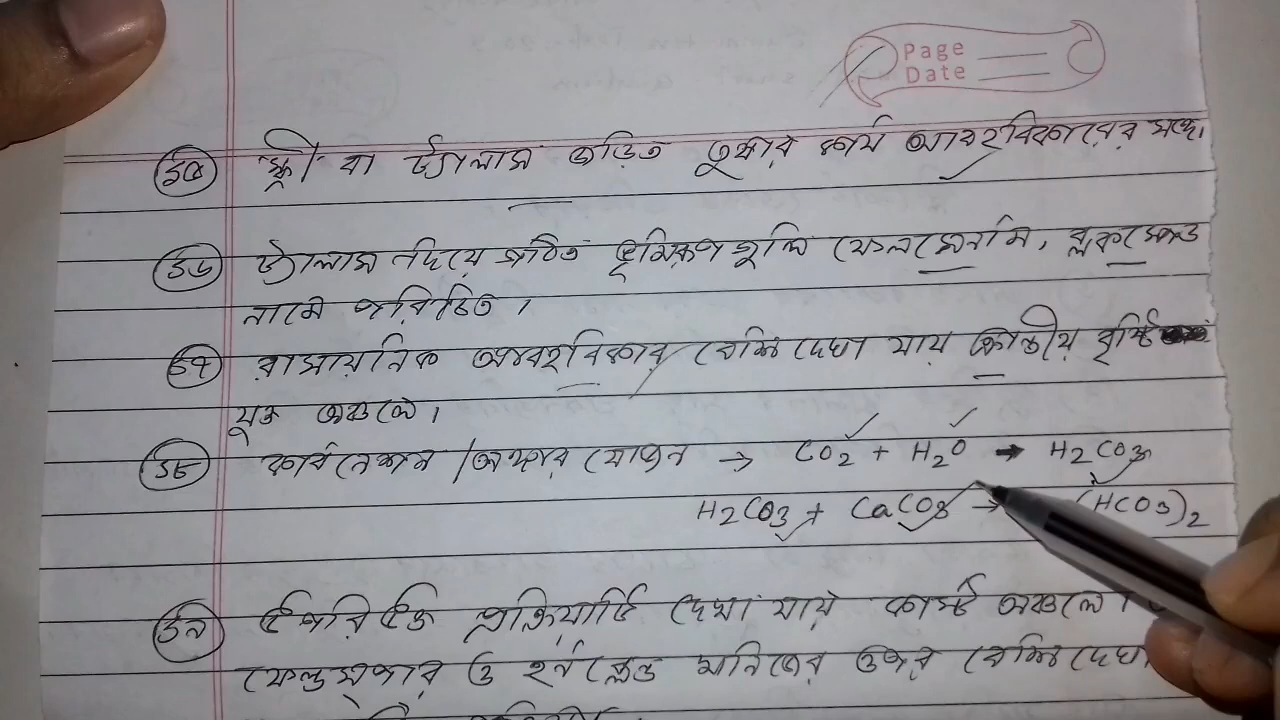 Page
Date
১৫ স্ক্রী বা ট্যালাস জড়িত তুষার কার্য আবহবিকারের সঙ্গে।
১৬ ট্যালাস দিয়ে গঠিত ভূমিরূপগুলি ফেলসেনমির, ব্লকস্পেড
নামে পরিচিত।
১৭ রাসায়নিক আবহবিকার বেশি দেখা যায় ক্রান্তীয় বৃষ্টি
যুক্ত অঞ্চলে।
১৮ কার্বনেশন / অঙ্গার যোজন → CO2 + H2O → H2CO3
H2CO3 + CaCO3 → (HCO3)2
১৯ উপরিউক্ত প্রক্রিয়াটি দেখা যায় কার্স্ট অঞ্চলে।
ফেল্ডস্পার ও হর্নব্লেন্ড খনিজের উপর বেশি দেখা